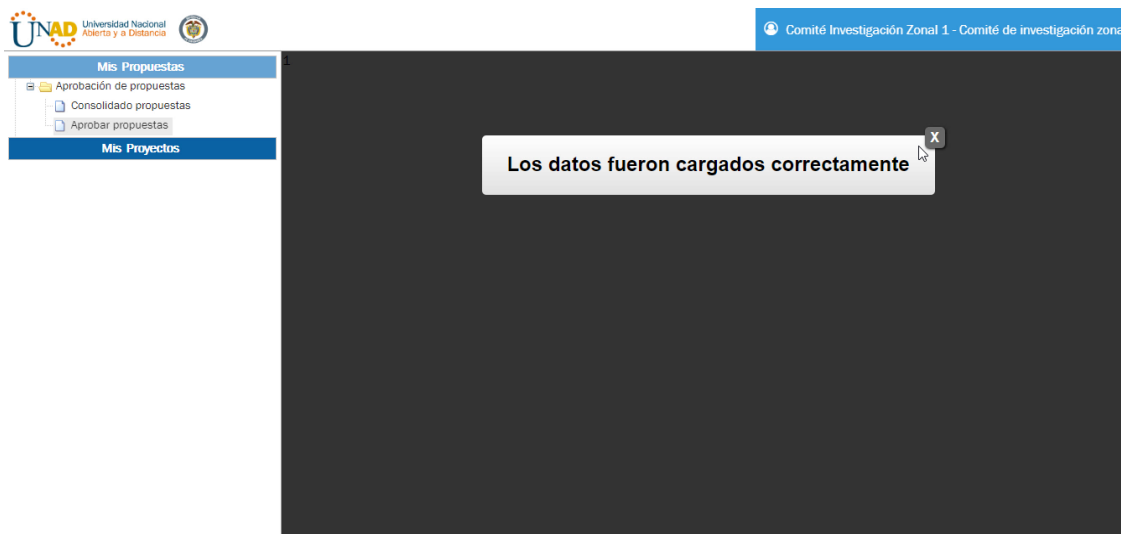 UNAD
Universidad Nacional
Abierta y a Distancia
Comité Investigación Zonal 1 - Comité de investigación zona
Mis Propuestas
1
Aprobación de propuestas
Consolidado propuestas
Aprobar propuestas
Mis Proyectos
X
Los datos fueron cargados correctamente